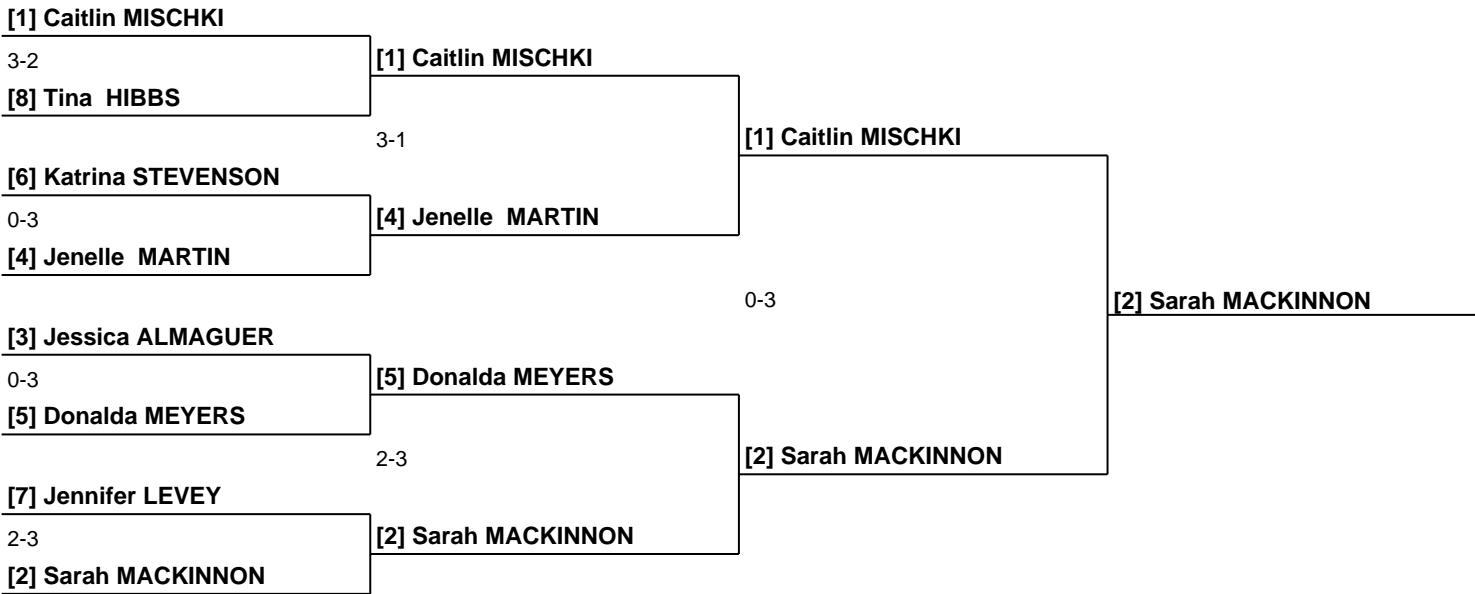 [1] Caitlin MISCHKI
3-2
[1] Caitlin MISCHKI
[8] Tina  HIBBS
3-1
[1] Caitlin MISCHKI
[6] Katrina STEVENSON
0-3
[4] Jenelle  MARTIN
[4] Jenelle  MARTIN
0-3
[2] Sarah MACKINNON
[3] Jessica ALMAGUER
0-3
[5] Donalda MEYERS
[5] Donalda MEYERS
2-3
[2] Sarah MACKINNON
[7] Jennifer LEVEY
2-3
[2] Sarah MACKINNON
[2] Sarah MACKINNON